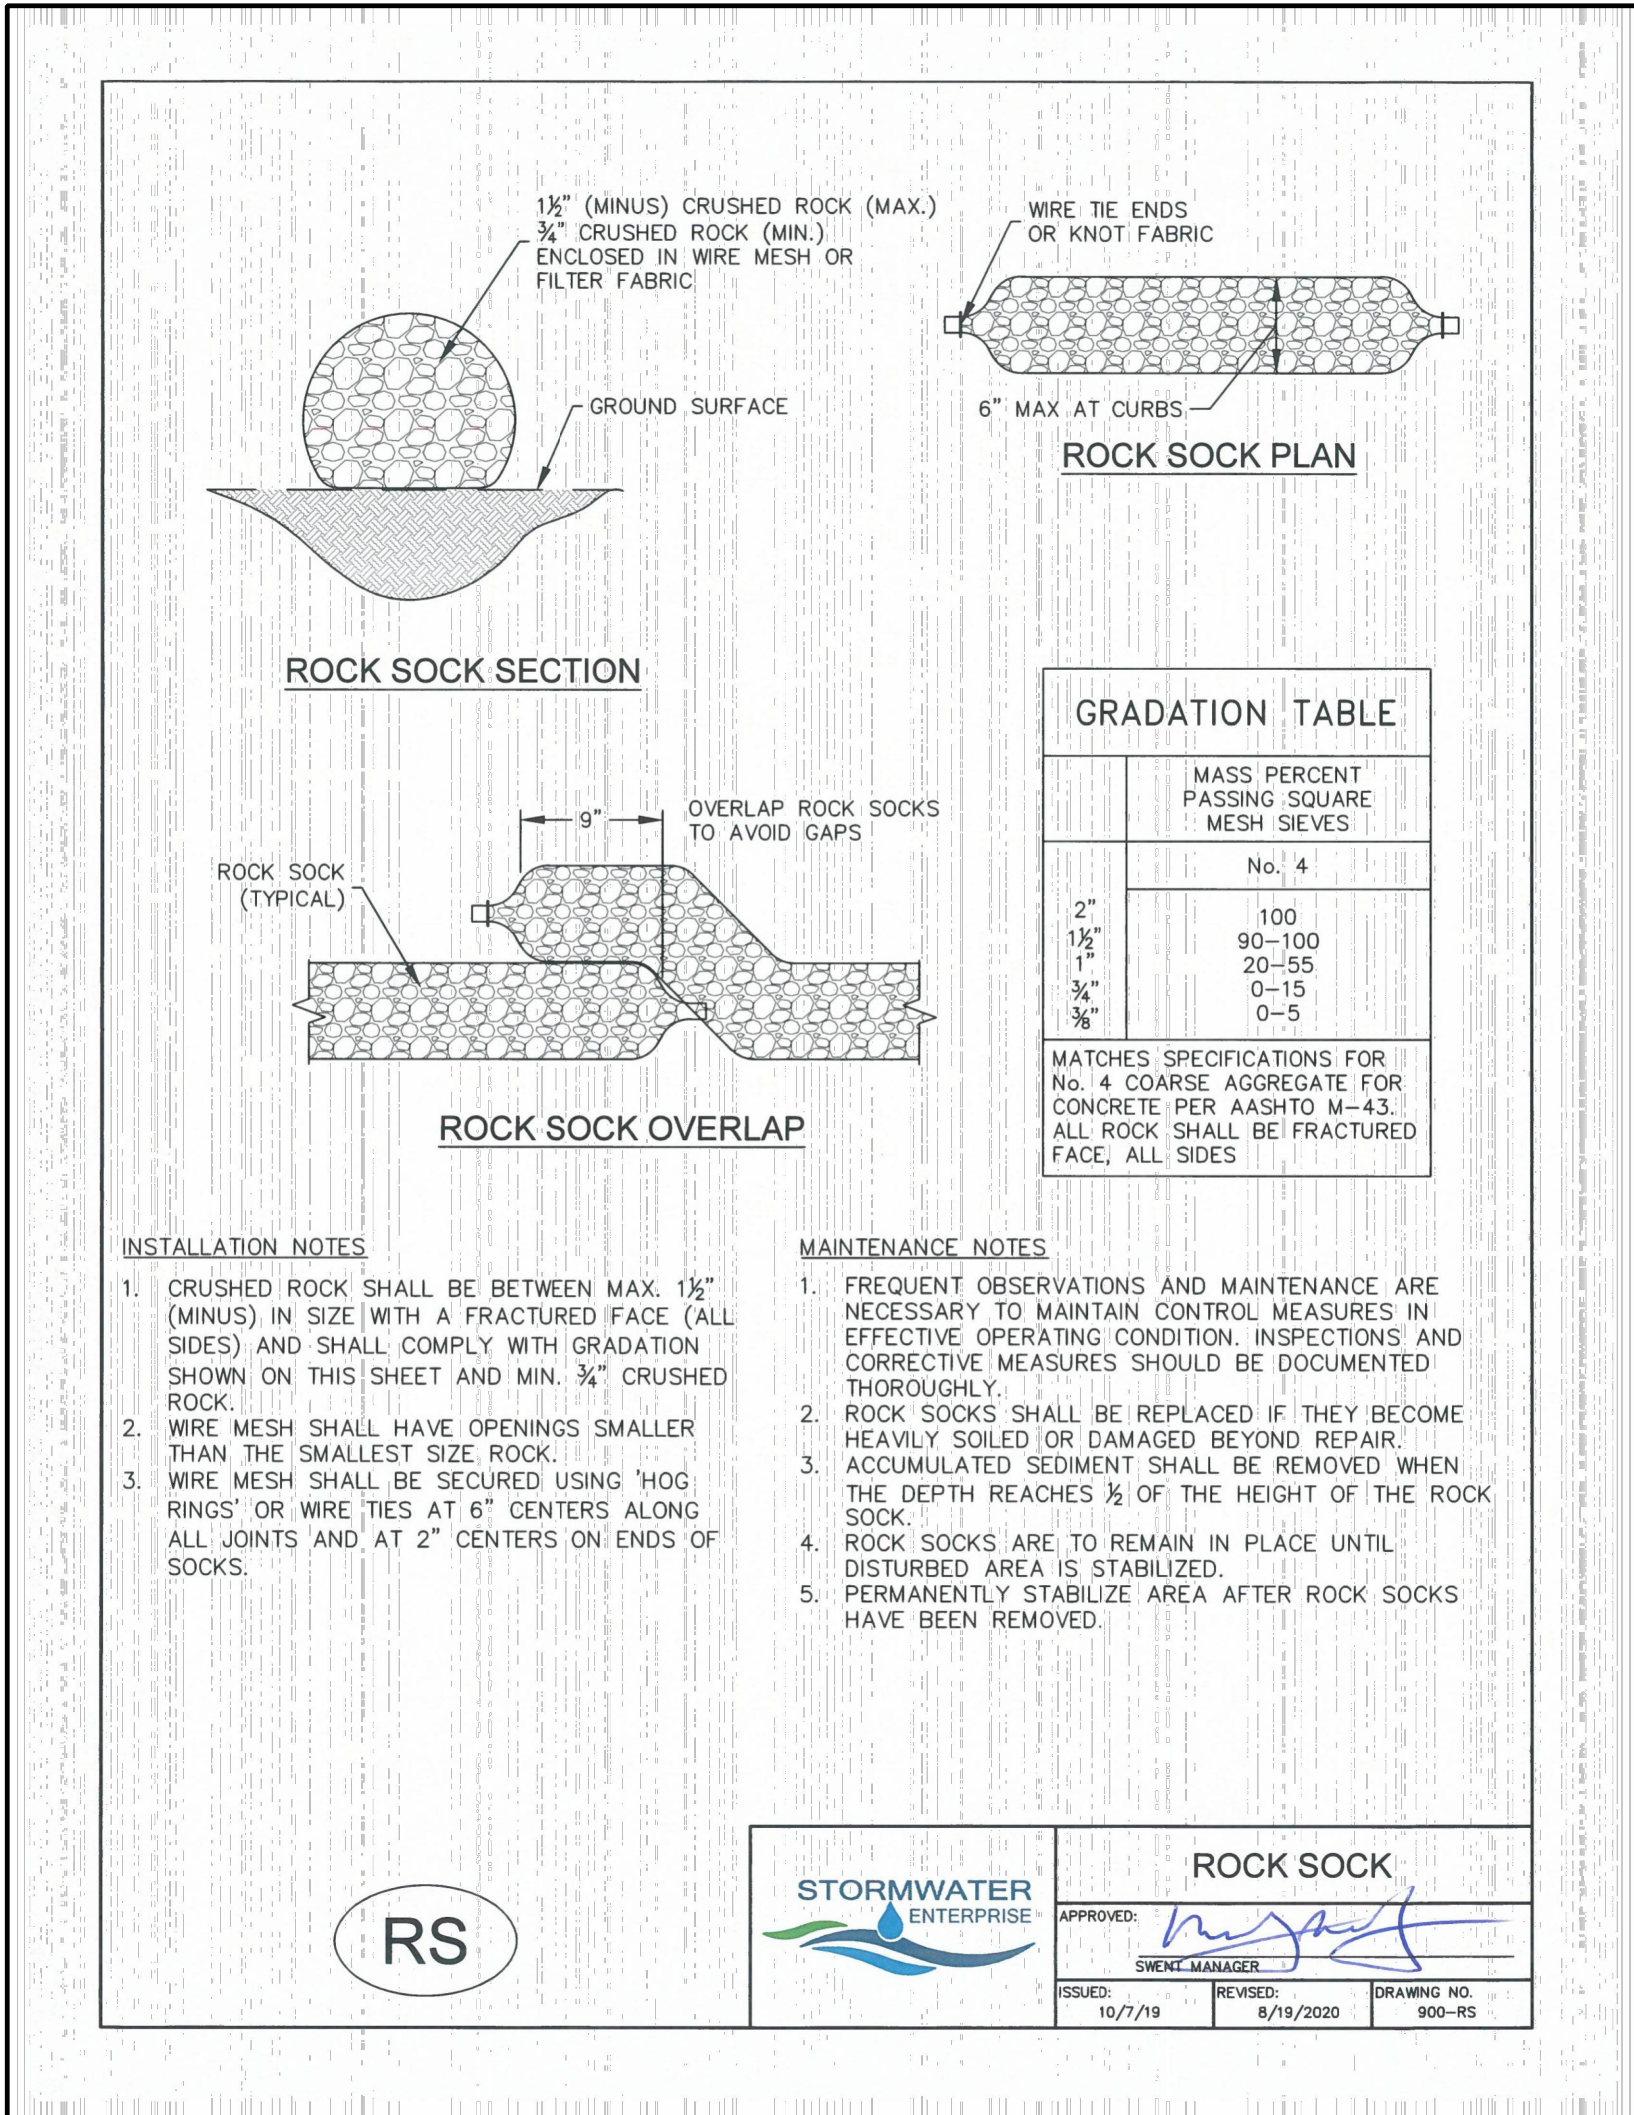 1½" (MINUS) CRUSHED ROCK (MAX.)
¾" CRUSHED ROCK (MIN.)
ENCLOSED IN WIRE MESH OR
FILTER FABRIC
GROUND SURFACE
ROCK SOCK SECTION
WIRE TIE ENDS
OR KNOT FABRIC
6" MAX AT CURBS
ROCK SOCK PLAN
9"
OVERLAP ROCK SOCKS
TO AVOID GAPS
ROCK SOCK
(TYPICAL)
ROCK SOCK OVERLAP
GRADATION TABLE
MASS PERCENT
PASSING SQUARE
MESH SIEVES
No. 4
2" 100
1½" 90-100
1" 20-55
¾" 0-15
⅜" 0-5
MATCHES SPECIFICATIONS FOR
No. 4 COARSE AGGREGATE FOR
CONCRETE PER AASHTO M-43.
ALL ROCK SHALL BE FRACTURED
FACE, ALL SIDES
INSTALLATION NOTES
1. CRUSHED ROCK SHALL BE BETWEEN MAX. 1½"
(MINUS) IN SIZE WITH A FRACTURED FACE (ALL
SIDES) AND SHALL COMPLY WITH GRADATION
SHOWN ON THIS SHEET AND MIN. ¾" CRUSHED
ROCK.
2. WIRE MESH SHALL HAVE OPENINGS SMALLER
THAN THE SMALLEST SIZE ROCK.
3. WIRE MESH SHALL BE SECURED USING 'HOG
RINGS' OR WIRE TIES AT 6" CENTERS ALONG
ALL JOINTS AND AT 2" CENTERS ON ENDS OF
SOCKS.
MAINTENANCE NOTES
1. FREQUENT OBSERVATIONS AND MAINTENANCE ARE
NECESSARY TO MAINTAIN CONTROL MEASURES IN
EFFECTIVE OPERATING CONDITION. INSPECTIONS AND
CORRECTIVE MEASURES SHOULD BE DOCUMENTED
THOROUGHLY.
2. ROCK SOCKS SHALL BE REPLACED IF THEY BECOME
HEAVILY SOILED OR DAMAGED BEYOND REPAIR.
3. ACCUMULATED SEDIMENT SHALL BE REMOVED WHEN
THE DEPTH REACHES ½ OF THE HEIGHT OF THE ROCK
SOCK.
4. ROCK SOCKS ARE TO REMAIN IN PLACE UNTIL
DISTURBED AREA IS STABILIZED.
5. PERMANENTLY STABILIZE AREA AFTER ROCK SOCKS
HAVE BEEN REMOVED.
RS
STORMWATER
ENTERPRISE
ROCK SOCK
APPROVED:
SWENT MANAGER
ISSUED:
10/7/19
REVISED:
8/19/2020
DRAWING NO.
900-RS